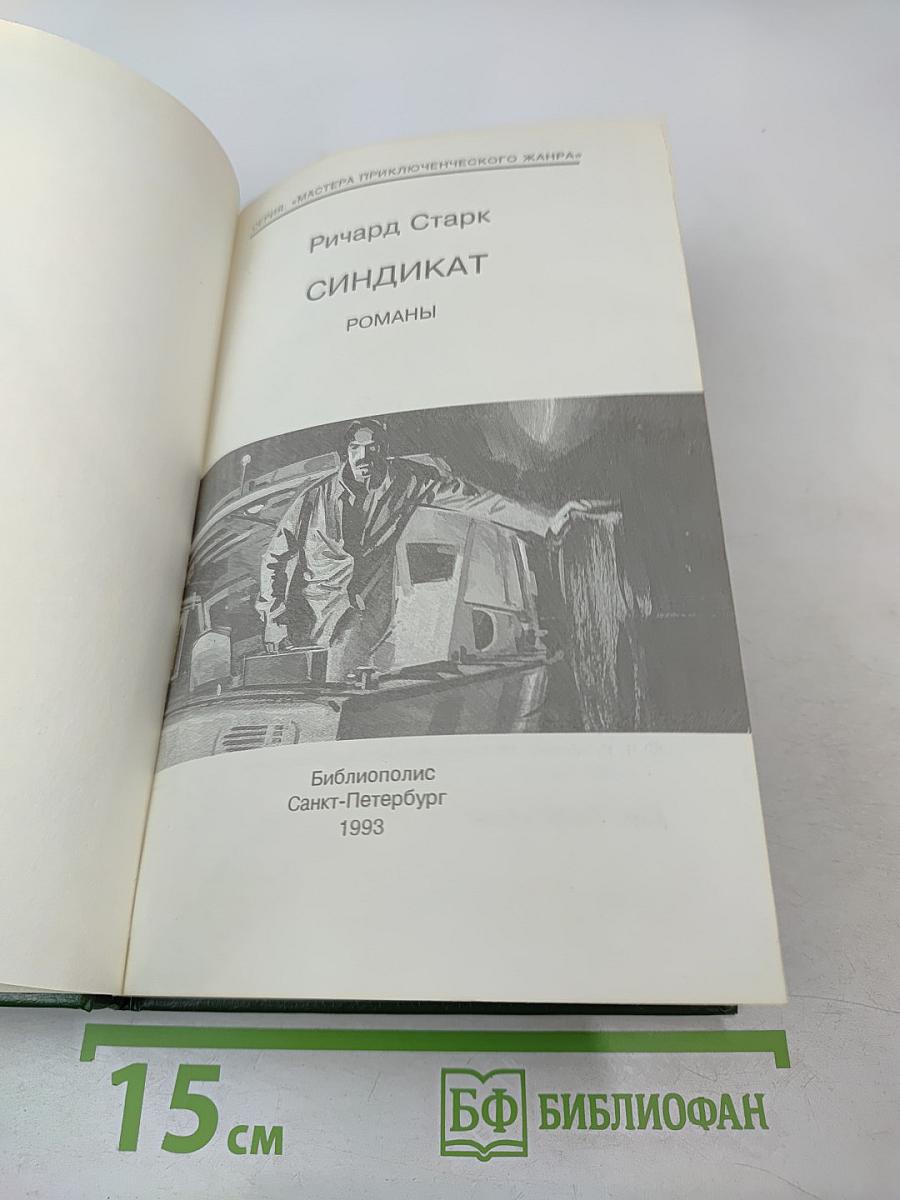 СЕРИЯ: «МАСТЕРА ПРИКЛЮЧЕНЧЕСКОГО ЖАНРА»
Ричард Старк
СИНДИКАТ
РОМАНЫ
Библиополис
Санкт-Петербург
1993
15 см
БФ БИБЛИОФАН